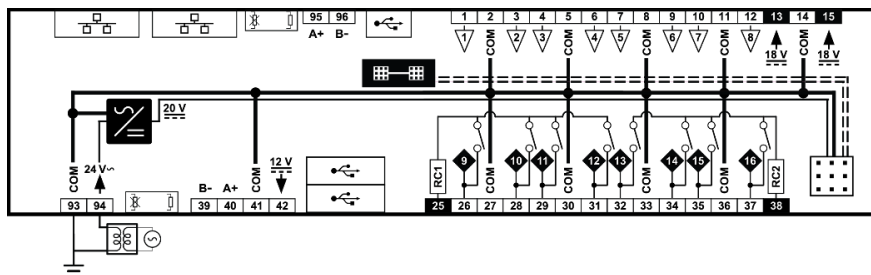 95 96
A+ B-
1 2 3 4 5 6 7 8 9 10 11 12 13 14 15
1 COM 2 3 COM 4 5 COM 6 7 COM 8 18 V COM 18 V
20 V
24 V~
12 V
COM COM
B- A+
9 10 11 12 13 14 15 16
RC1 COM COM COM COM RC2
93 94 39 40 41 42 25 26 27 28 29 30 31 32 33 34 35 36 37 38